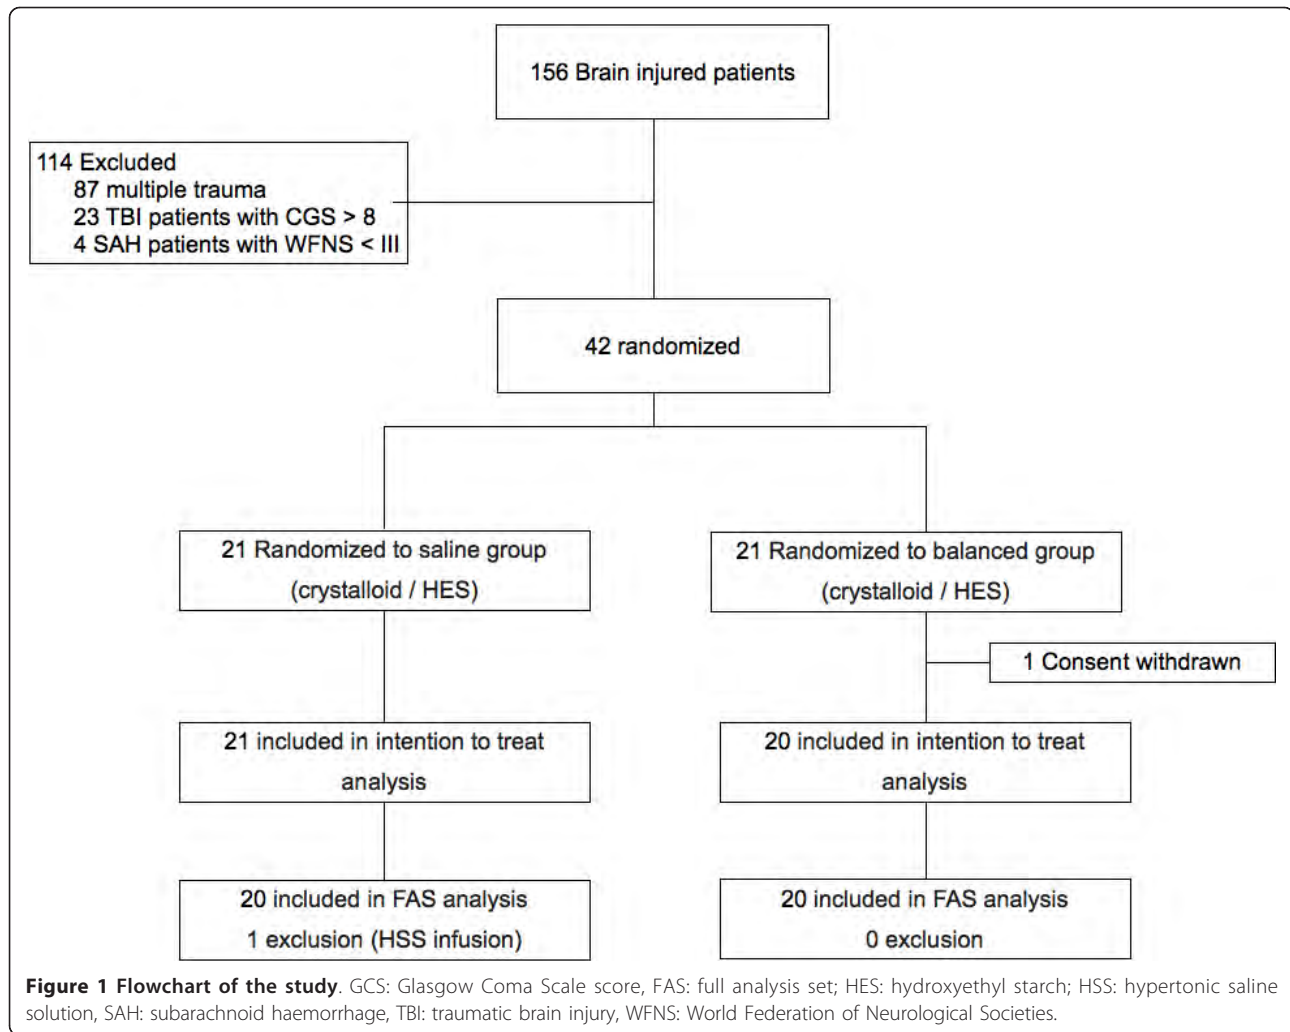 156 Brain injured patients
114 Excluded
87 multiple trauma
23 TBI patients with CGS > 8
4 SAH patients with WFNS < III
42 randomized
21 Randomized to saline group
(crystalloid / HES)
21 Randomized to balanced group
(crystalloid / HES)
1 Consent withdrawn
21 included in intention to treat
analysis
20 included in intention to treat
analysis
20 included in FAS analysis
1 exclusion (HSS infusion)
20 included in FAS analysis
0 exclusion
Figure 1 Flowchart of the study. GCS: Glasgow Coma Scale score, FAS: full analysis set; HES: hydroxyethyl starch; HSS: hypertonic saline
solution, SAH: subarachnoid haemorrhage, TBI: traumatic brain injury, WFNS: World Federation of Neurological Societies.